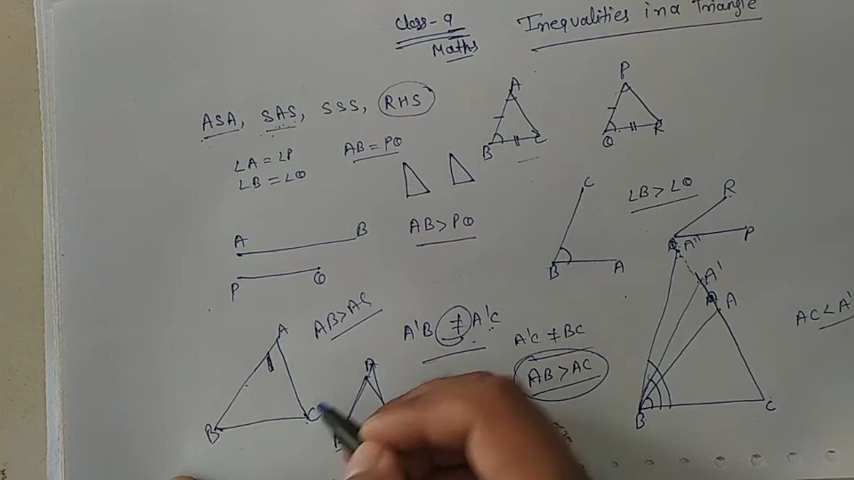 Class-9
Maths
Inequalities in a Triangle
ASA, SAS, SSS, RHS
∠A = ∠P
∠B = ∠Q
AB = PQ
A
B
C
P
Q
R
A
B
AB > PQ
P
Q
C
B
A
∠B > ∠Q
R
P
A''
A'
A
B
C
AC < A'
A
B
C
AB > AC
A'B ≠ A'C
A'C ≠ BC
AB > AC